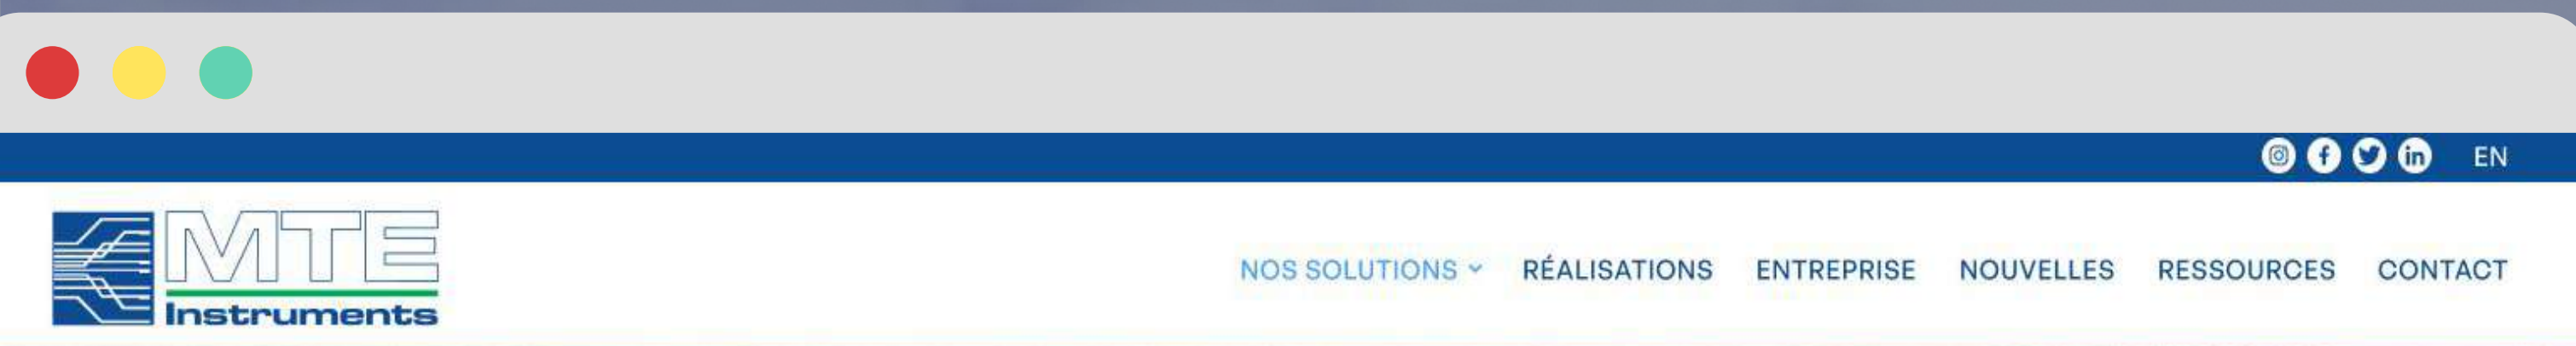 EN
MTE
Instruments
NOS SOLUTIONS RÉALISATIONS ENTREPRISE NOUVELLES RESSOURCES CONTACT